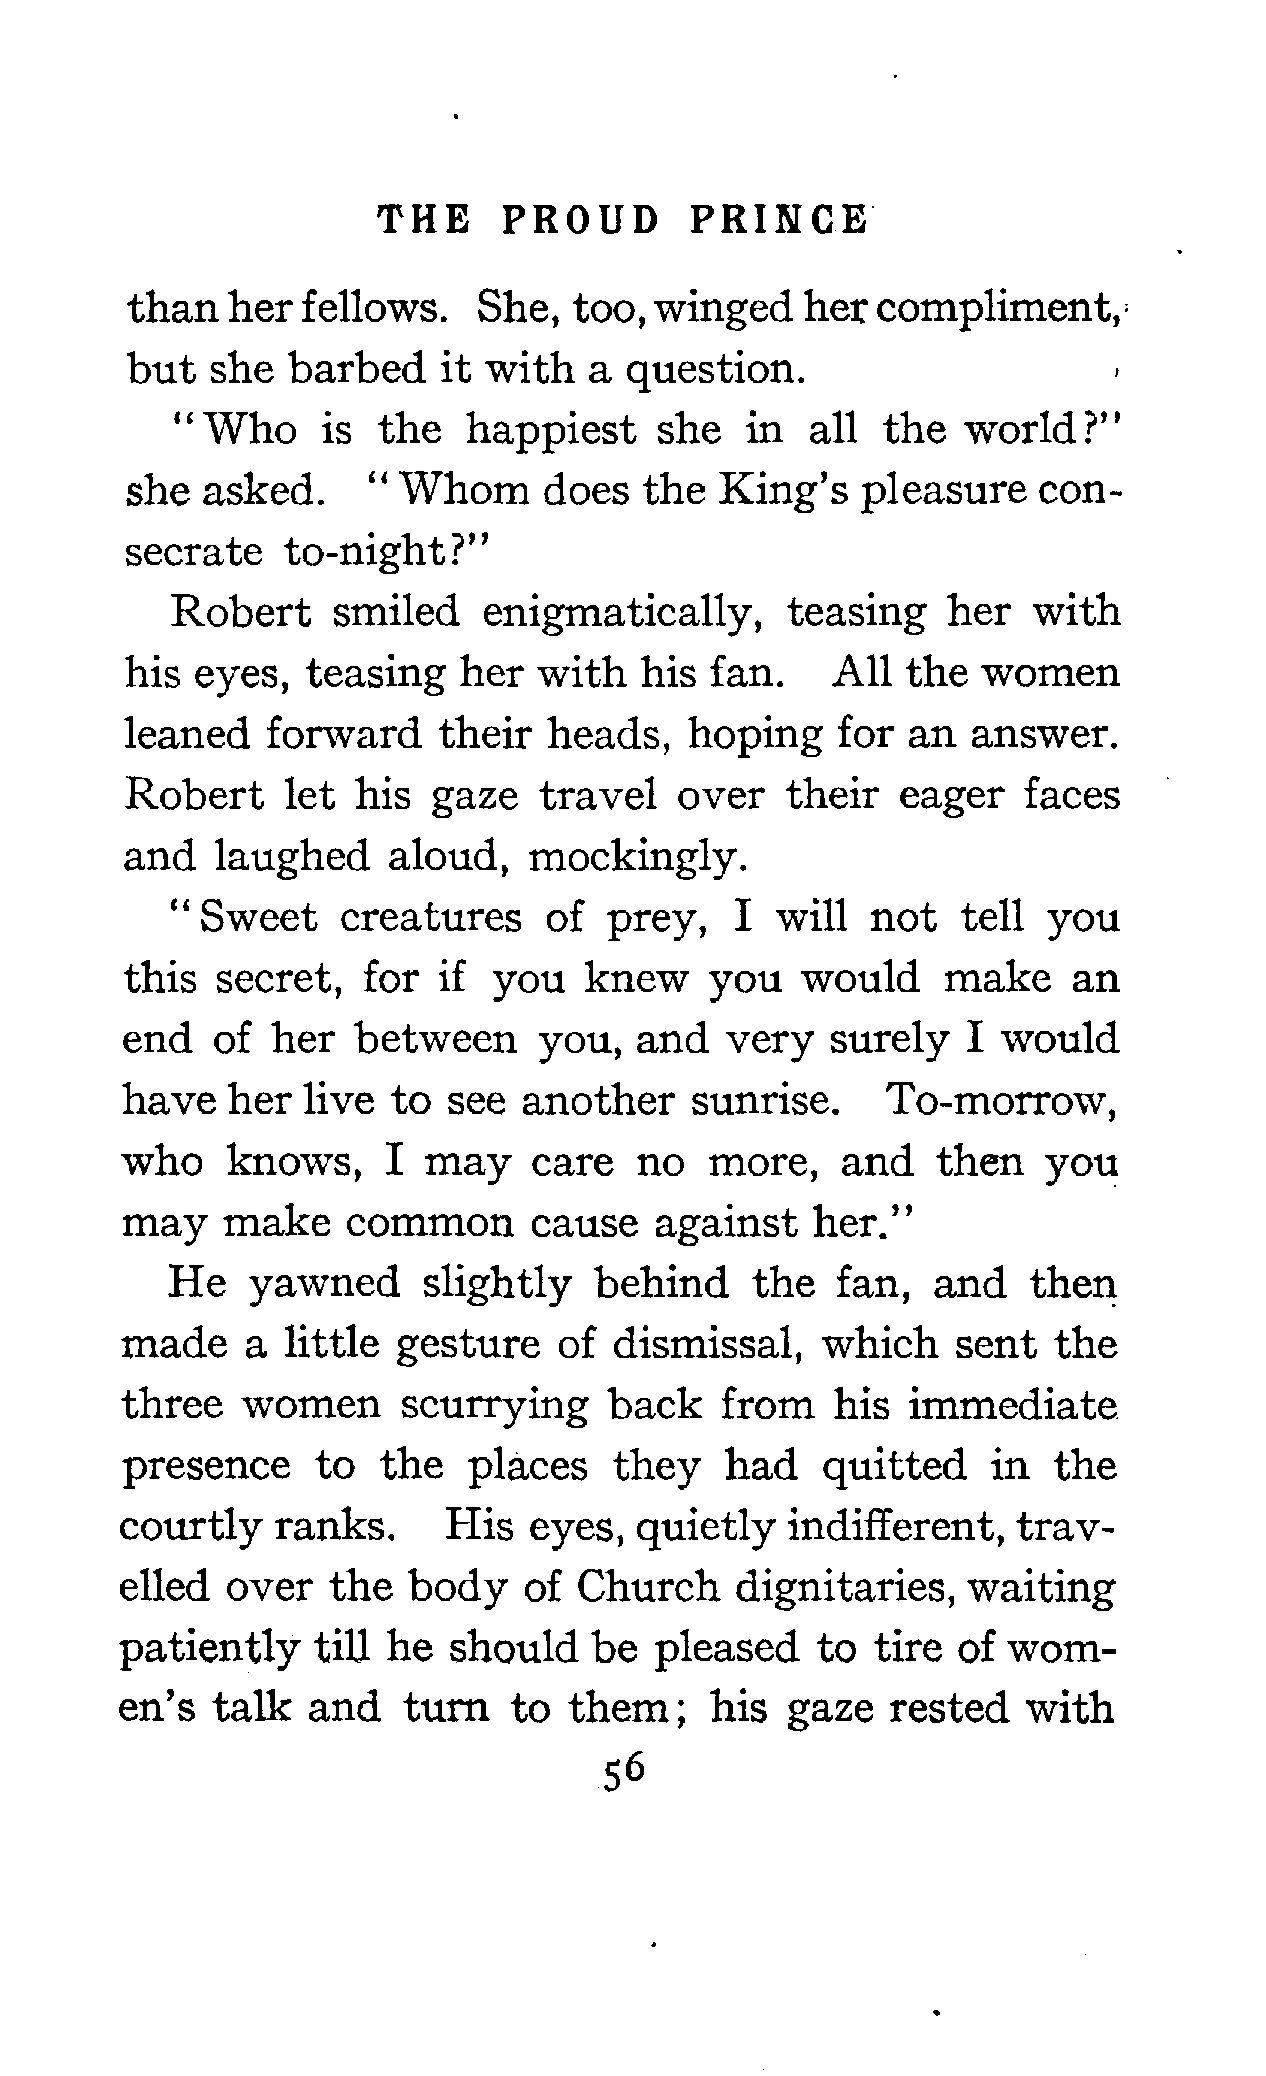 THE PROUD PRINCE
than her fellows. She, too, winged her compliment,
but she barbed it with a question.
"Who is the happiest she in all the world?"
she asked. "Whom does the King's pleasure con-
secrate to-night?"
Robert smiled enigmatically, teasing her with
his eyes, teasing her with his fan. All the women
leaned forward their heads, hoping for an answer.
Robert let his gaze travel over their eager faces
and laughed aloud, mockingly.
"Sweet creatures of prey, I will not tell you
this secret, for if you knew you would make an
end of her between you, and very surely I would
have her live to see another sunrise. To-morrow,
who knows, I may care no more, and then you
may make common cause against her."
He yawned slightly behind the fan, and then
made a little gesture of dismissal, which sent the
three women scurrying back from his immediate
presence to the places they had quitted in the
courtly ranks. His eyes, quietly indifferent, trav-
elled over the body of Church dignitaries, waiting
patiently till he should be pleased to tire of wom-
en's talk and turn to them; his gaze rested with
56